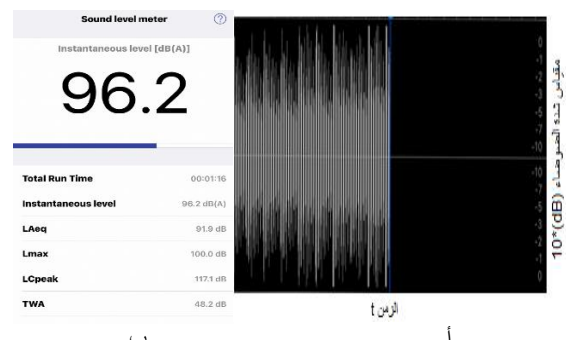 Sound level meter ?
Instantaneous level [dB(A)]
96.2
Total Run Time 00:01:16
Instantaneous level 96.2 dB(A)
LAeq 91.9 dB
Lmax 100.0 dB
LCpeak 117.1 dB
TWA 48.2 dB
0
-1
-2
-3
-5
-7
-10
-10
-7
-5
-3
-2
-1
0
مقياس شده الضوضاء 10*(dB)
الزمن t
أ